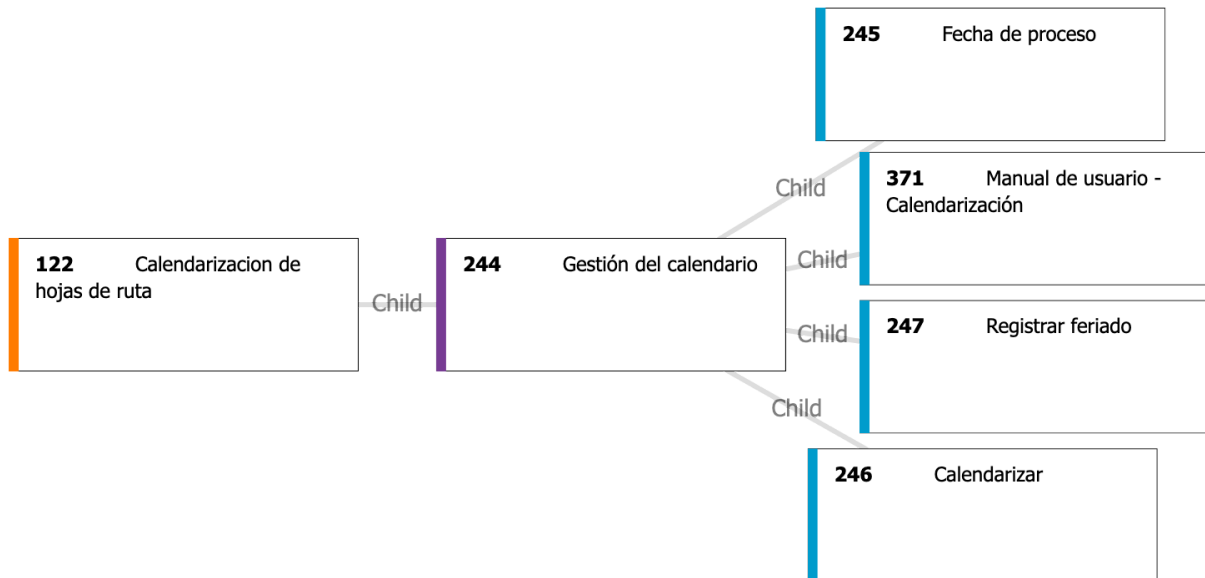 245 Fecha de proceso
Child
371 Manual de usuario -
Calendarización
122 Calendarizacion de
hojas de ruta
Child
244 Gestión del calendario
Child
247 Registrar feriado
Child
Child
246 Calendarizar